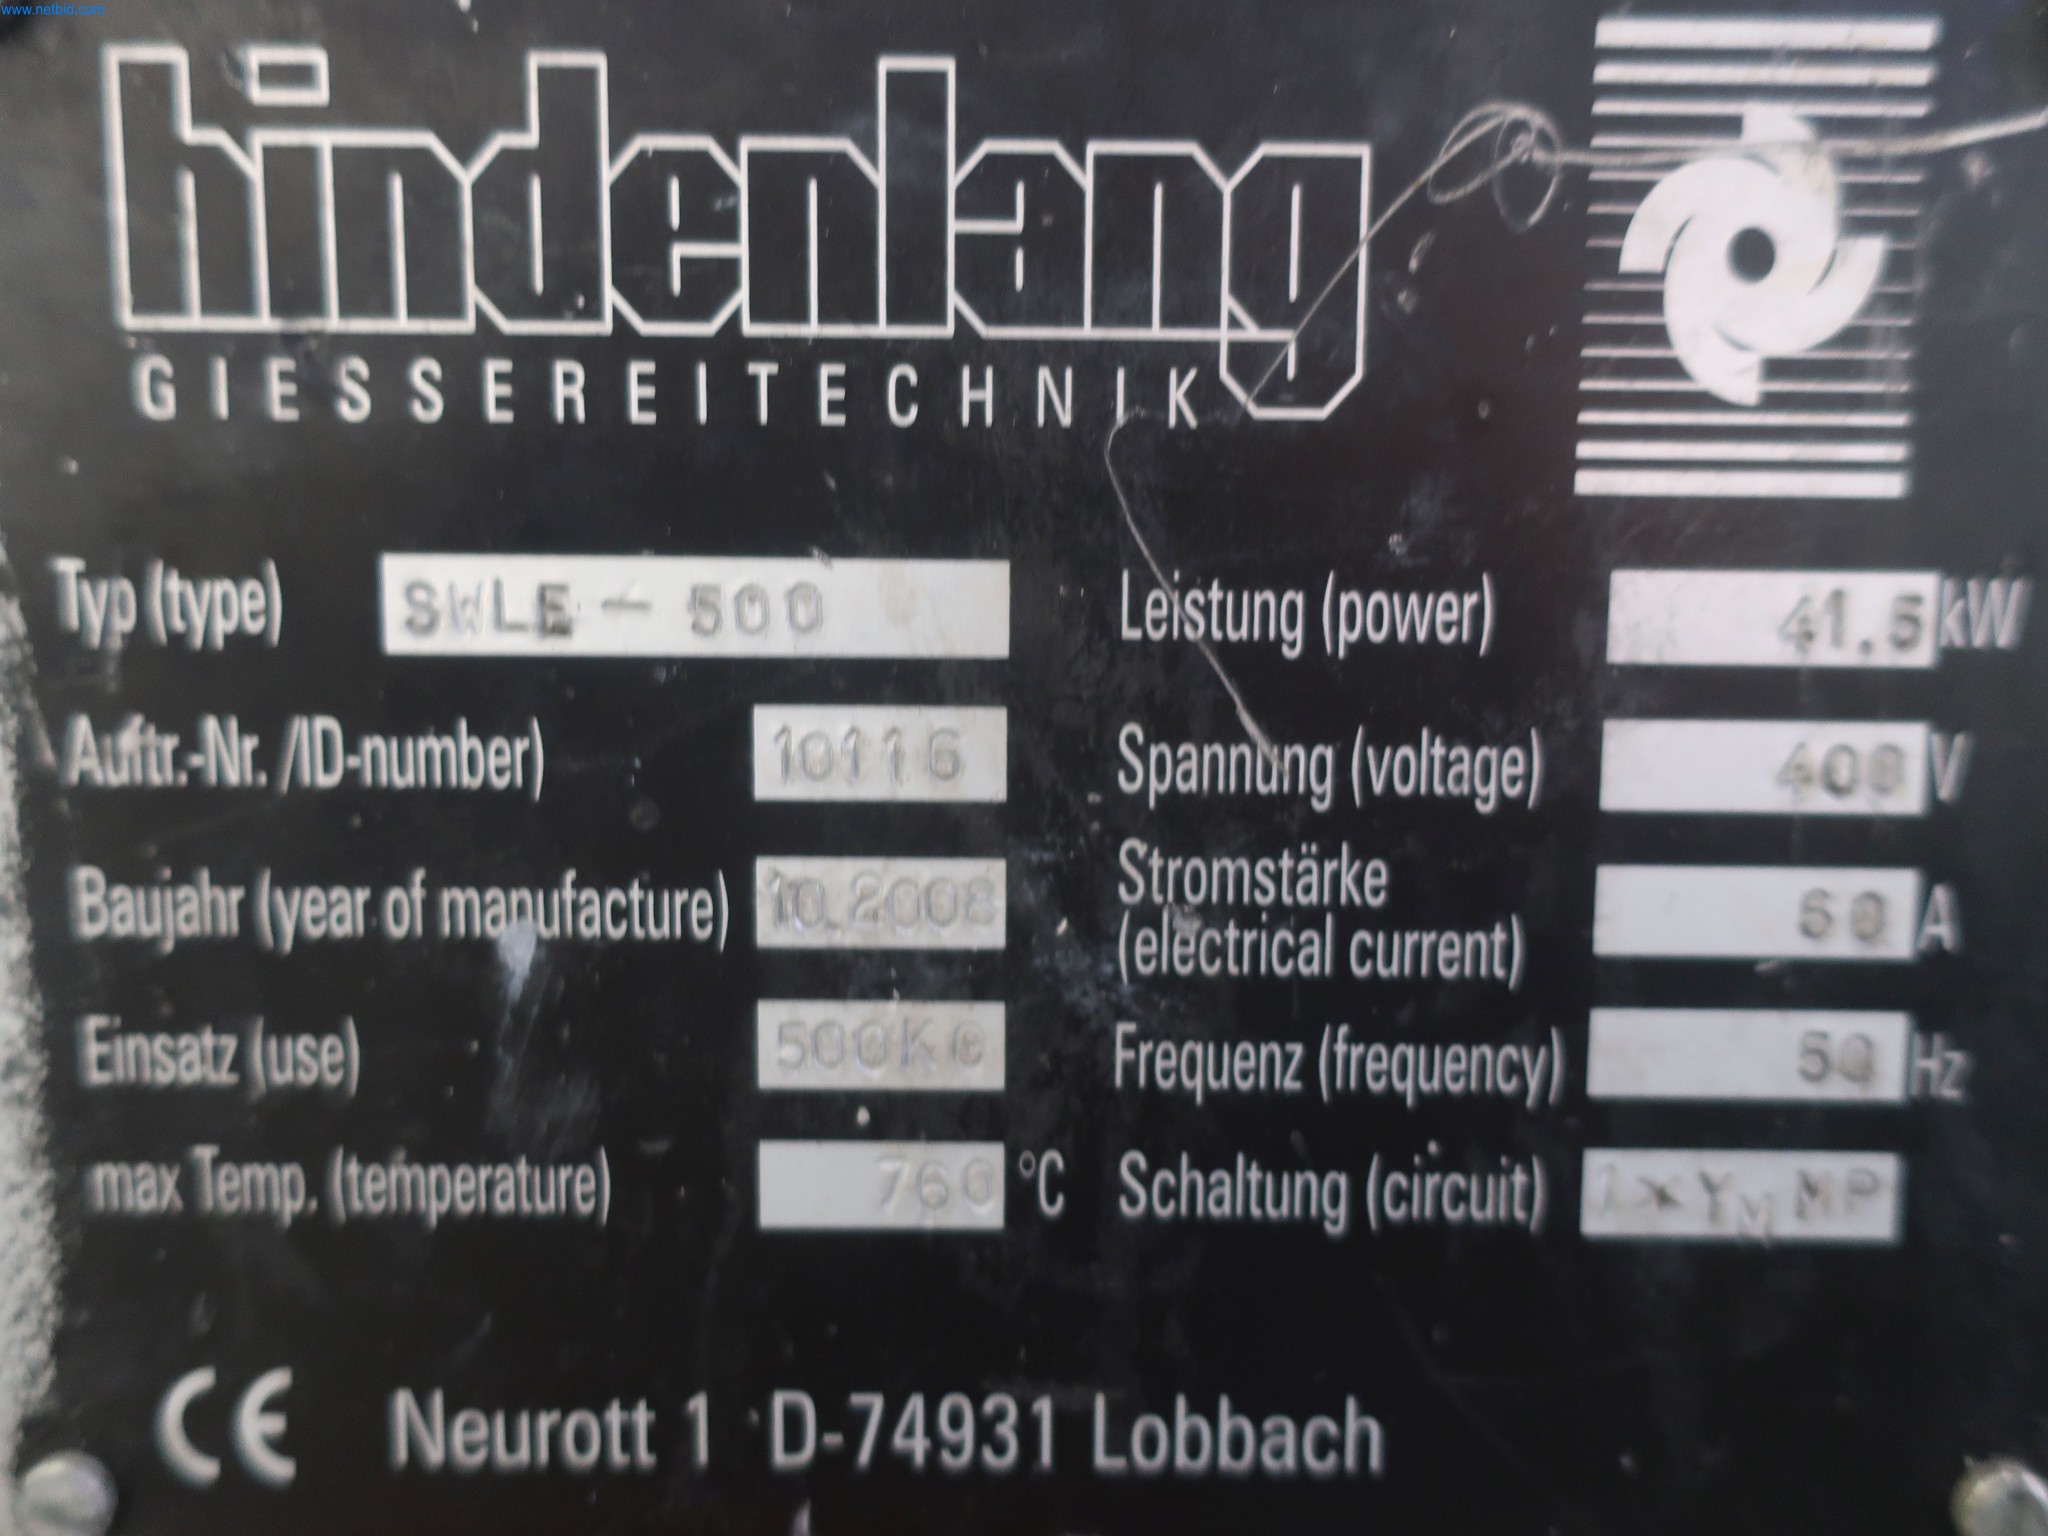 www.netbid.com
hindenlang
GIESSEREITECHNIK
Typ (type) SWLE - 500
Auftr.-Nr. /ID-number) 10116
Baujahr (year of manufacture) 10.2008
Einsatz (use) 500KG
max Temp. (temperature) 760 °C
Leistung (power) 41.5 kW
Spannung (voltage) 400 V
Stromstärke
(electrical current) 60 A
Frequenz (frequency) 50 Hz
Schaltung (circuit) 1xYM MP
CE Neurott 1 D-74931 Lobbach